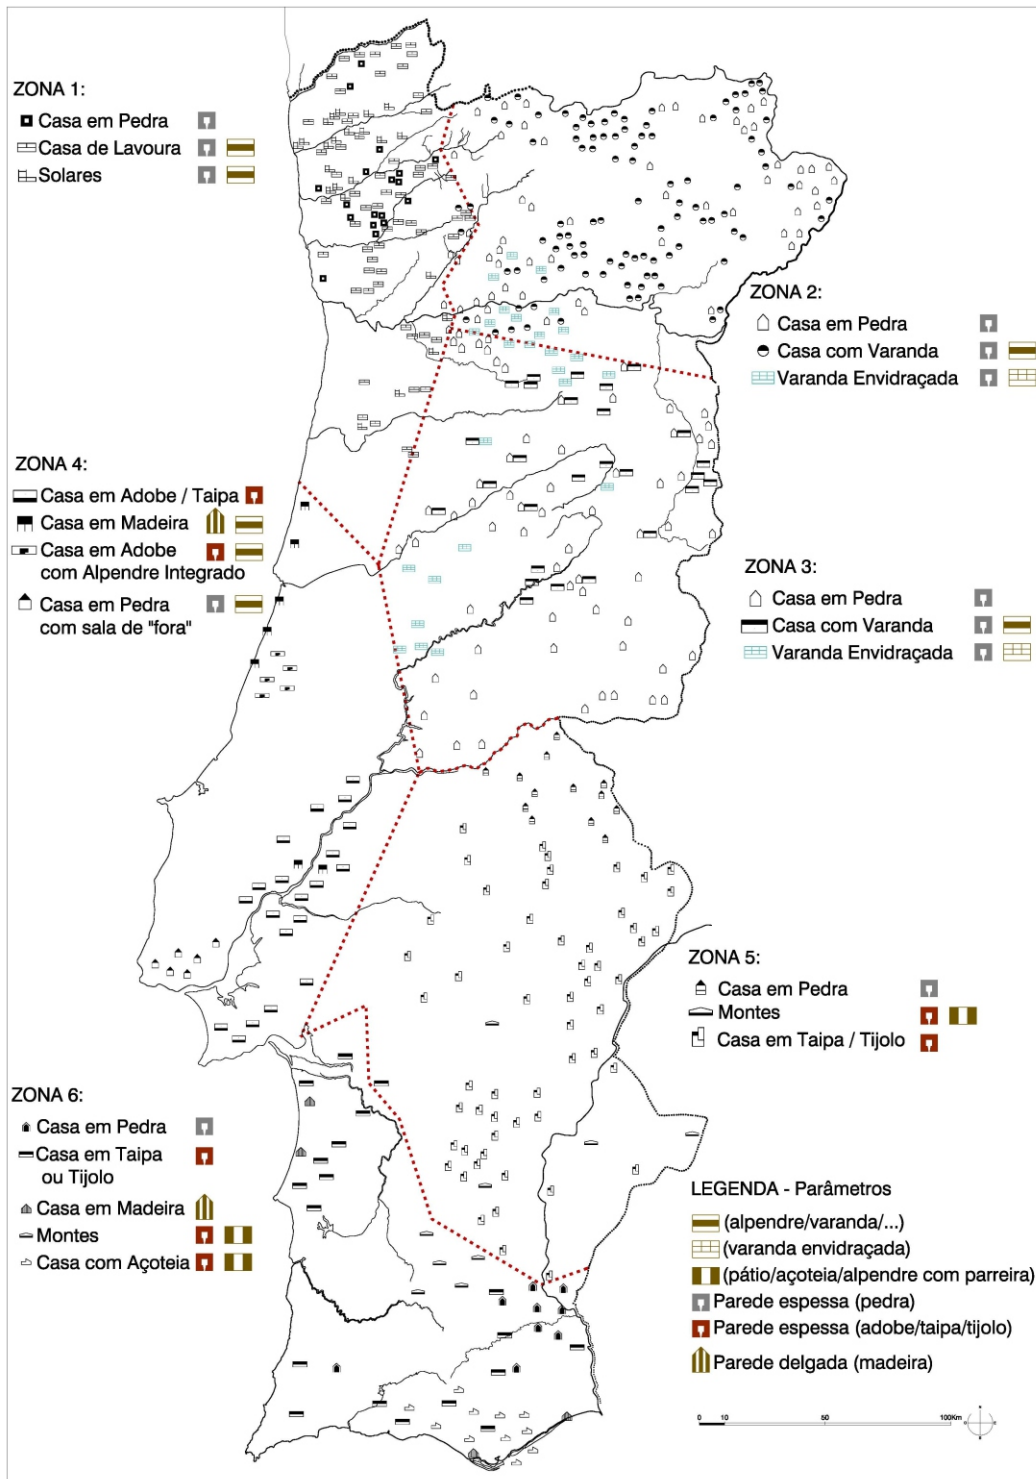 ZONA 1:
Casa em Pedra
Casa de Lavoura
Solares
ZONA 2:
Casa em Pedra
Casa com Varanda
Varanda Envidraçada
ZONA 4:
Casa em Adobe / Taipa
Casa em Madeira
Casa em Adobe
com Alpendre Integrado
Casa em Pedra
com sala de "fora"
ZONA 3:
Casa em Pedra
Casa com Varanda
Varanda Envidraçada
ZONA 5:
Casa em Pedra
Montes
Casa em Taipa / Tijolo
ZONA 6:
Casa em Pedra
Casa em Taipa
ou Tijolo
Casa em Madeira
Montes
Casa com Açoteia
LEGENDA - Parâmetros
(alpendre/varanda/...)
(varanda envidraçada)
(pátio/açoteia/alpendre com parreira)
Parede espessa (pedra)
Parede espessa (adobe/taipa/tijolo)
Parede delgada (madeira)
0 10 50 100Km